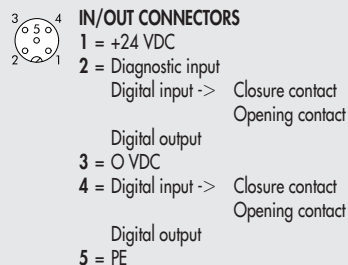 3 4
5
2 1
IN/OUT CONNECTORS
1 = +24 VDC
2 = Diagnostic input
Digital input -> Closure contact
Opening contact
Digital output
3 = O VDC
4 = Digital input -> Closure contact
Opening contact
Digital output
5 = PE